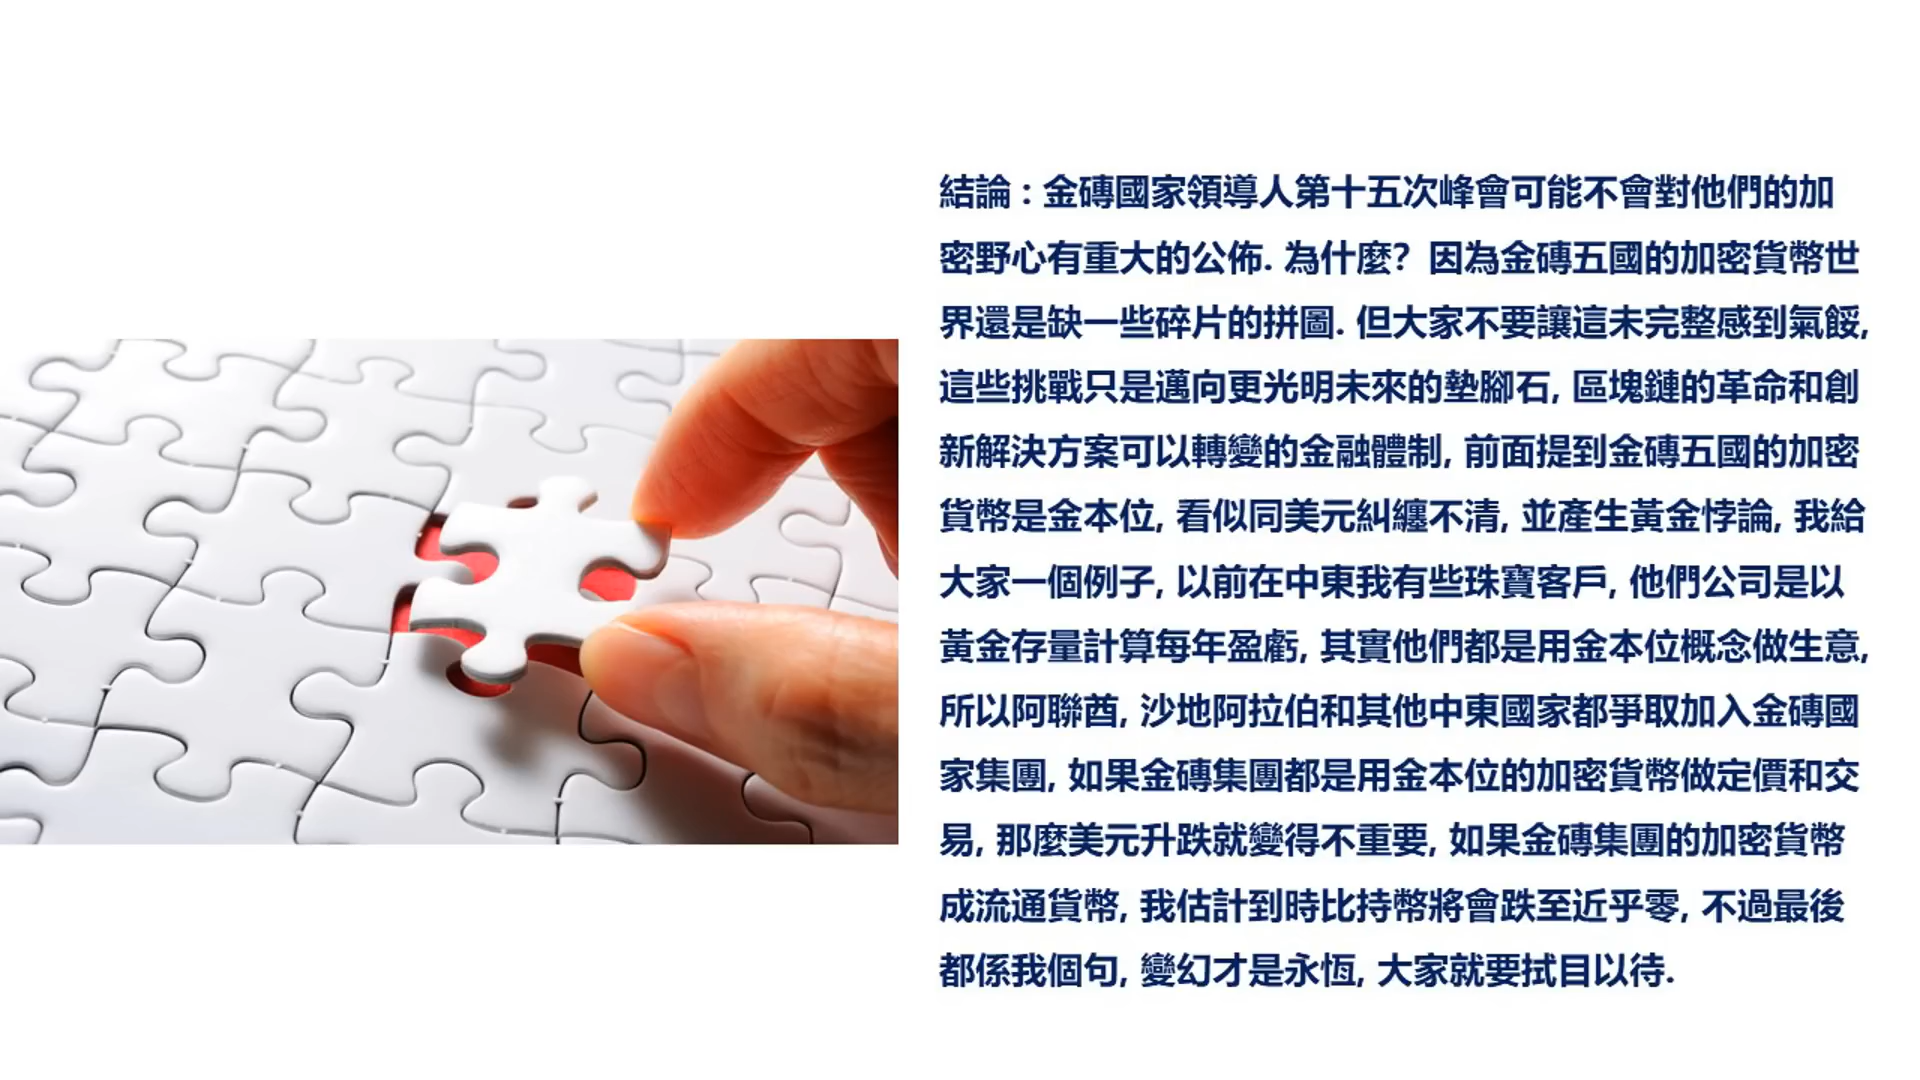 結論 : 金磚國家領導人第十五次峰會可能不會對他們的加
密野心有重大的公佈. 為什麼?  因為金磚五國的加密貨幣世
界還是缺一些碎片的拼圖. 但大家不要讓這未完整感到氣餒,
這些挑戰只是邁向更光明未來的墊腳石, 區塊鏈的革命和創
新解決方案可以轉變的金融體制, 前面提到金磚五國的加密
貨幣是金本位, 看似同美元糾纏不清, 並產生黃金悖論, 我給
大家一個例子, 以前在中東我有些珠寶客戶, 他們公司是以
黃金存量計算每年盈虧, 其實他們都是用金本位概念做生意,
所以阿聯酋, 沙地阿拉伯和其他中東國家都爭取加入金磚國
家集團, 如果金磚集團都是用金本位的加密貨幣做定價和交
易, 那麼美元升跌就變得不重要, 如果金磚集團的加密貨幣
成流通貨幣, 我估計到時比持幣將會跌至近乎零, 不過最後
都係我個句, 變幻才是永恆, 大家就要拭目以待.